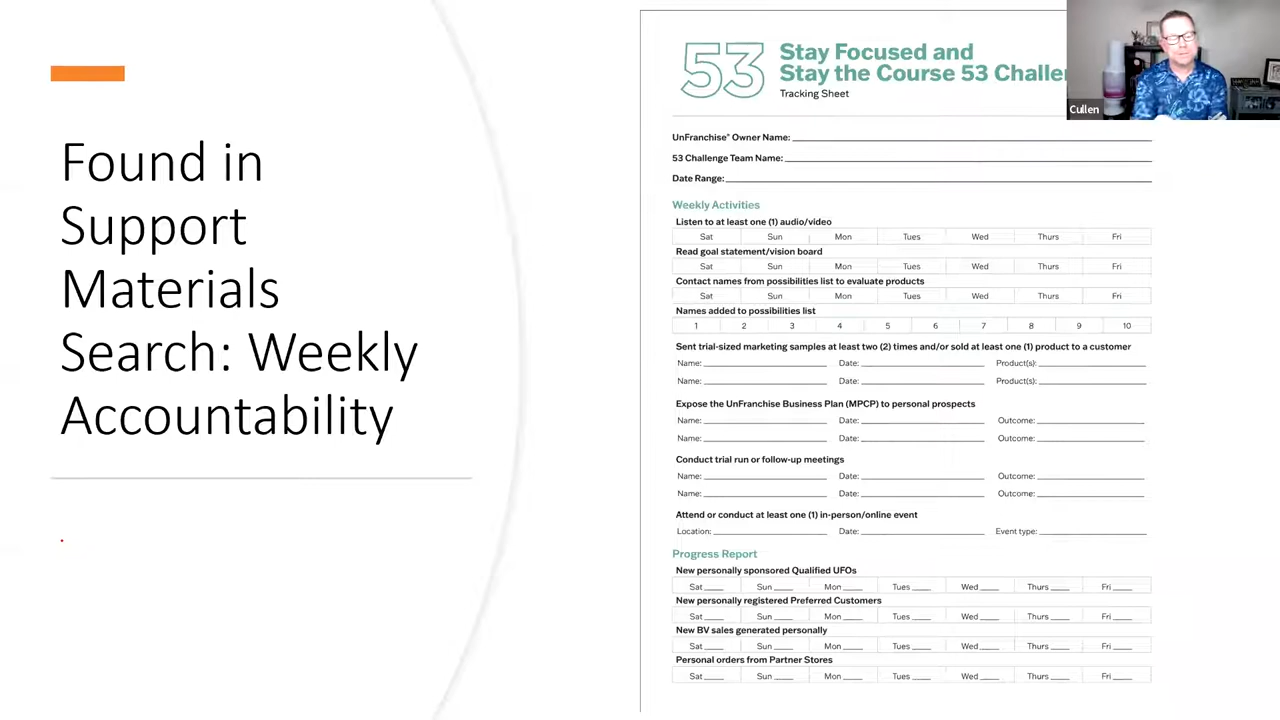 Found in
Support
Materials
Search: Weekly
Accountability
53
Stay Focused and
Stay the Course 53 Challe
Tracking Sheet
Cullen
UnFranchise® Owner Name:
53 Challenge Team Name:
Date Range:
Weekly Activities
Listen to at least one (1) audio/video
Sat Sun Mon Tues Wed Thurs Fri
Read goal statement/vision board
Sat Sun Mon Tues Wed Thurs Fri
Contact names from possibilities list to evaluate products
Sat Sun Mon Tues Wed Thurs Fri
Names added to possibilities list
1 2 3 4 5 6 7 8 9 10
Sent trial-sized marketing samples at least two (2) times and/or sold at least one (1) product to a customer
Name: Date: Product(s):
Name: Date: Product(s):
Expose the UnFranchise Business Plan (MPCP) to personal prospects
Name: Date: Outcome:
Name: Date: Outcome:
Conduct trial run or follow-up meetings
Name: Date: Outcome:
Name: Date: Outcome:
Attend or conduct at least one (1) in-person/online event
Location: Date: Event type:
Progress Report
New personally sponsored Qualified UFOs
Sat Sun Mon Tues Wed Thurs Fri
New personally registered Preferred Customers
Sat Sun Mon Tues Wed Thurs Fri
New BV sales generated personally
Sat Sun Mon Tues Wed Thurs Fri
Personal orders from Partner Stores
Sat Sun Mon Tues Wed Thurs Fri